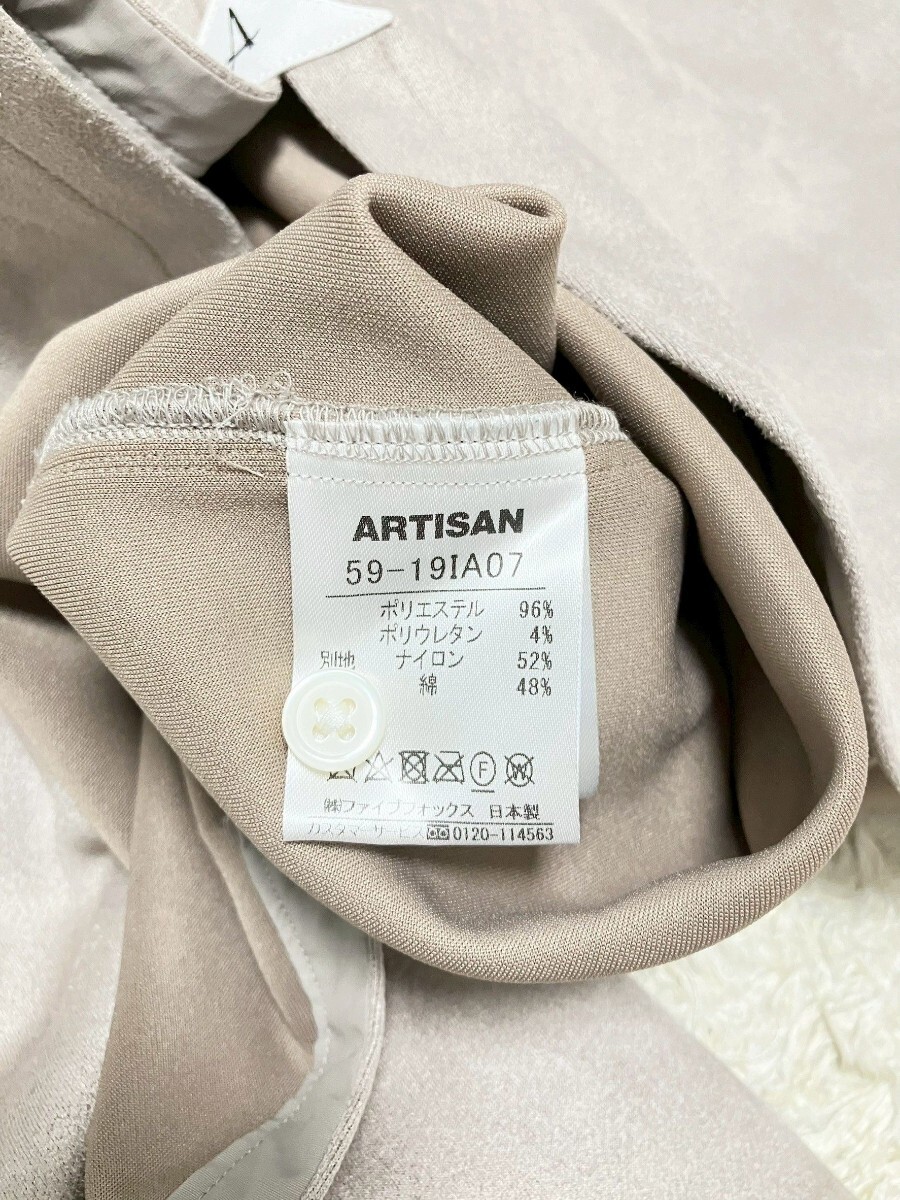 ARTISAN
59-19IA07
ポリエステル 96%
ポリウレタン 4%
別地 ナイロン 52%
綿 48%
F W
㈱ファイブフォックス 日本製
カスタマーサービス 0120-114563